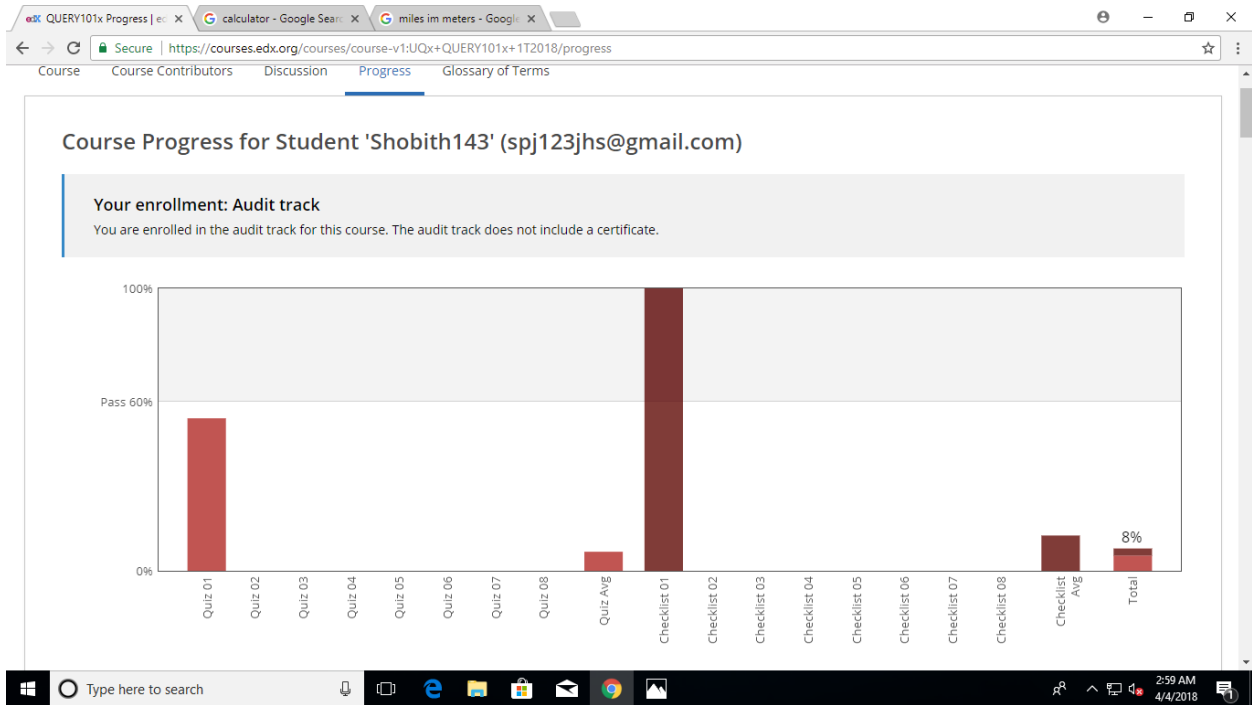 edX QUERY101x Progress | ed
calculator - Google Sear
miles im meters - Google
Secure | https://courses.edx.org/courses/course-v1:UQx+QUERY101x+1T2018/progress
Course Course Contributors Discussion Progress Glossary of Terms
Course Progress for Student 'Shobith143' (spj123jhs@gmail.com)
Your enrollment: Audit track
You are enrolled in the audit track for this course. The audit track does not include a certificate.
100%
Pass 60%
0%
8%
Quiz 01
Quiz 02
Quiz 03
Quiz 04
Quiz 05
Quiz 06
Quiz 07
Quiz 08
Quiz Avg
Checklist 01
Checklist 02
Checklist 03
Checklist 04
Checklist 05
Checklist 06
Checklist 07
Checklist 08
Checklist
Avg
Total
Type here to search
2:59 AM
4/4/2018
1